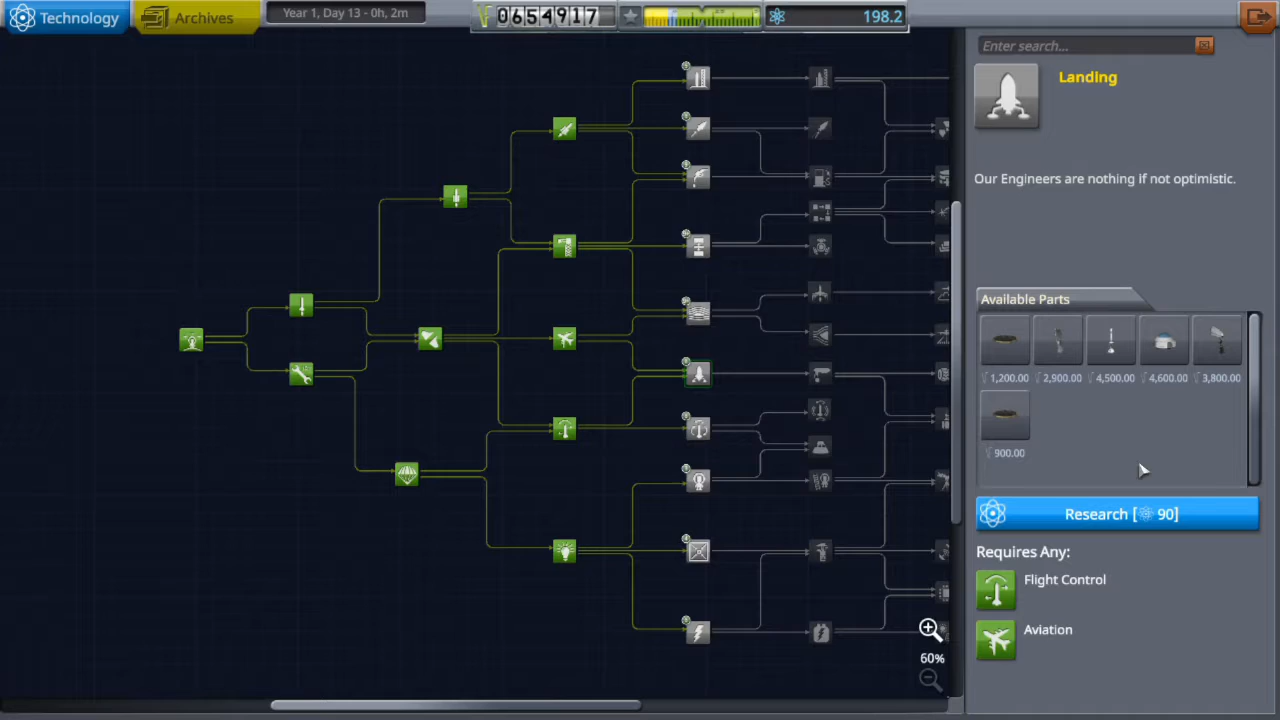 Technology
Archives
Year 1, Day 13 - 0h, 2m
0654917
198.2
Enter search...
Landing
Our Engineers are nothing if not optimistic.
Available Parts
1,200.00 2,900.00 4,500.00 4,600.00 3,800.00
900.00
Research [ 90]
Requires Any:
Flight Control
Aviation
60%